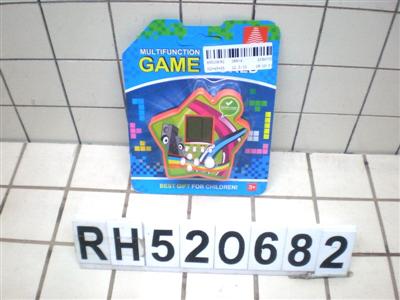 MULTIFUNCTION
GAME
BEST GIFT FOR CHILDREN!
3+
RH520682